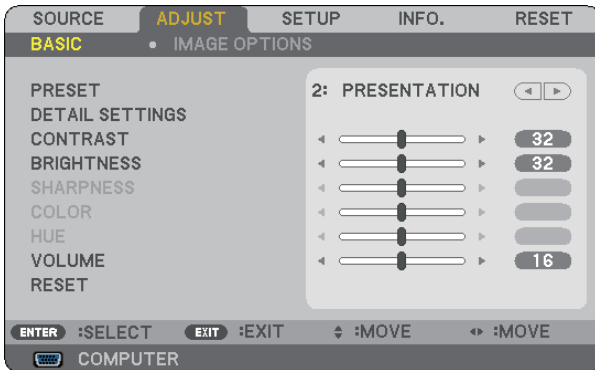 SOURCE ADJUST SETUP INFO. RESET
BASIC • IMAGE OPTIONS
PRESET 2: PRESENTATION
DETAIL SETTINGS
CONTRAST 32
BRIGHTNESS 32
SHARPNESS
COLOR
HUE
VOLUME 16
RESET
ENTER :SELECT EXIT :EXIT :MOVE :MOVE
COMPUTER